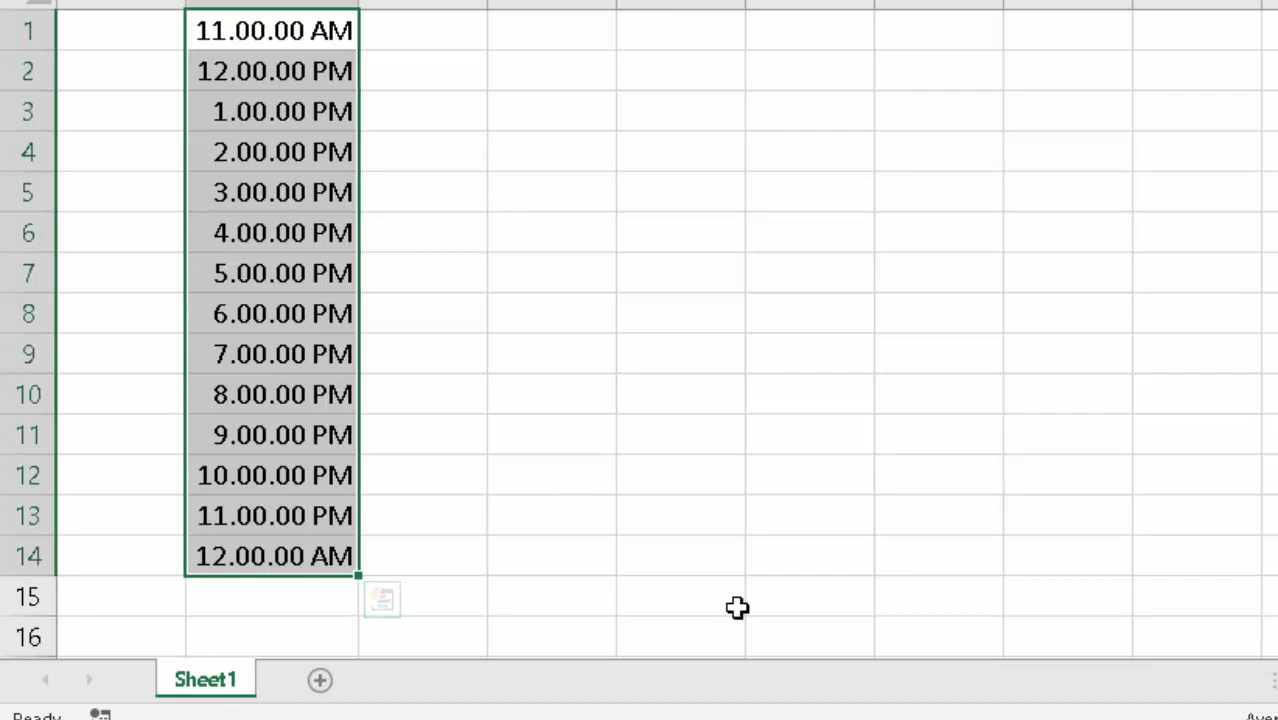 1 11.00.00 AM
2 12.00.00 PM
3 1.00.00 PM
4 2.00.00 PM
5 3.00.00 PM
6 4.00.00 PM
7 5.00.00 PM
8 6.00.00 PM
9 7.00.00 PM
10 8.00.00 PM
11 9.00.00 PM
12 10.00.00 PM
13 11.00.00 PM
14 12.00.00 AM
15
16
Sheet1
Ready